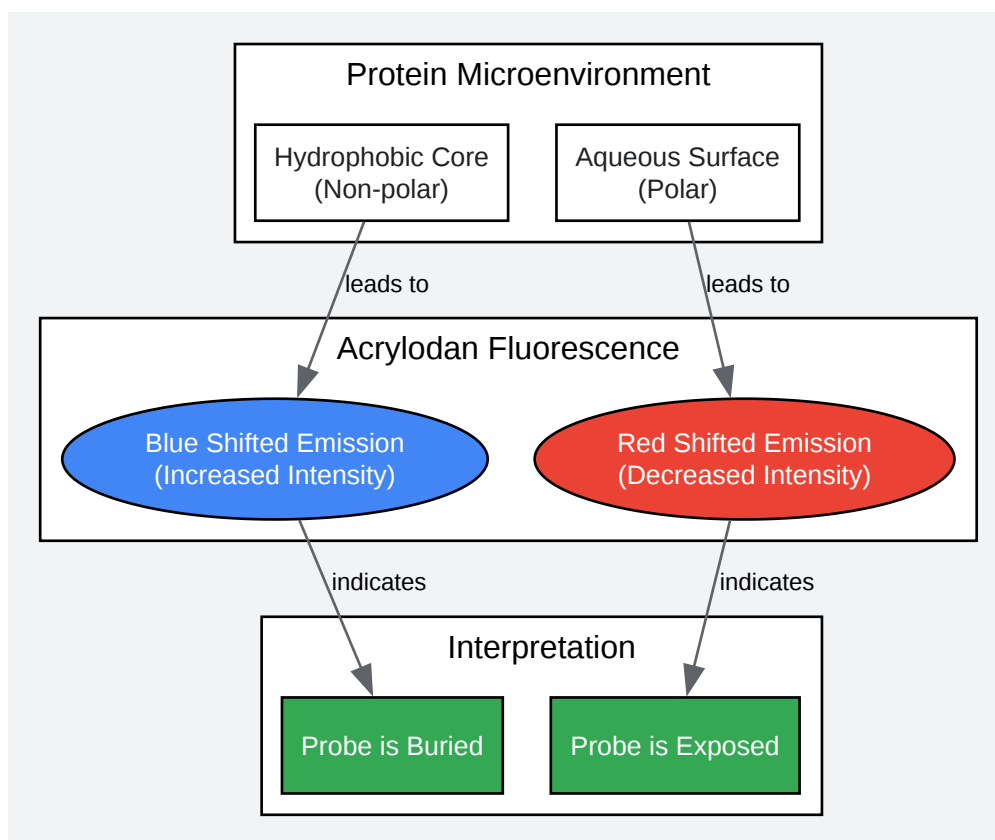 Protein Microenvironment
Hydrophobic Core
(Non-polar)
Aqueous Surface
(Polar)
leads to
leads to
Acrylodan Fluorescence
Blue Shifted Emission
(Increased Intensity)
Red Shifted Emission
(Decreased Intensity)
indicates
indicates
Interpretation
Probe is Buried
Probe is Exposed